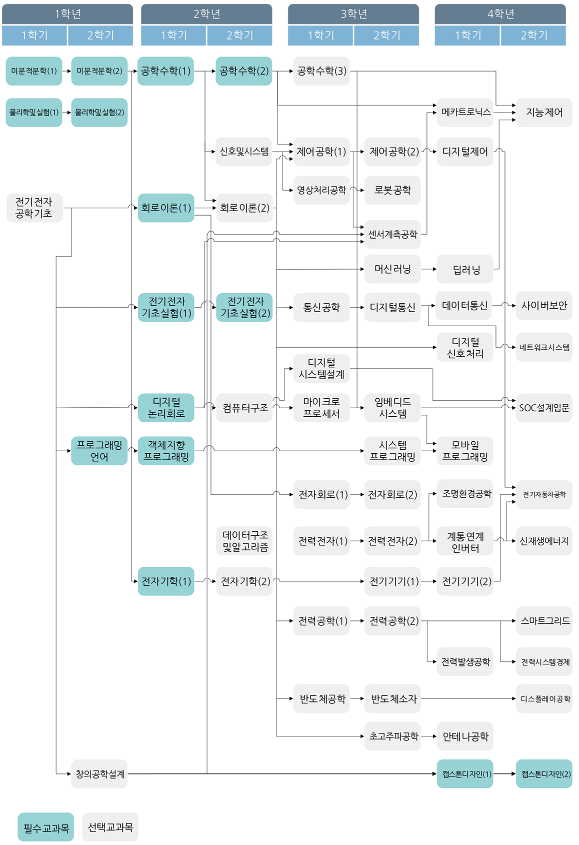 1학년 2학년 3학년 4학년
1학기 2학기 1학기 2학기 1학기 2학기 1학기 2학기
미분적분학(1) 미분적분학(2) 공학수학(1) 공학수학(2) 공학수학(3)
물리학및실험(1) 물리학및실험(2) 메카트로닉스 지능제어
신호및시스템 제어공학(1) 제어공학(2) 디지털제어
영상처리공학 로봇공학
전기전자
공학기초
회로이론(1) 회로이론(2)
센서계측공학
머신러닝 딥러닝
전기전자
기초실험(1)
전기전자
기초실험(2)
통신공학 디지털통신 데이터통신 사이버보안
디지털
신호처리
네트워크시스템
디지털
시스템설계
디지털
논리회로
컴퓨터구조
마이크로
프로세서
임베디드
시스템
SOC설계입문
프로그래밍
언어
객체지향
프로그래밍
시스템
프로그래밍
모바일
프로그래밍
전자회로(1) 전자회로(2) 조명환경공학 전기자동차공학
데이터구조
및알고리즘
전력전자(1) 전력전자(2)
계통연계
인버터
신재생에너지
전자기학(1) 전자기학(2) 전기기기(1) 전기기기(2)
전력공학(1) 전력공학(2) 스마트그리드
전력발생공학 전력시스템경제
반도체공학 반도체소자 디스플레이공학
초고주파공학 안테나공학
창의공학설계 캡스톤디자인(1) 캡스톤디자인(2)
필수교과목 선택교과목